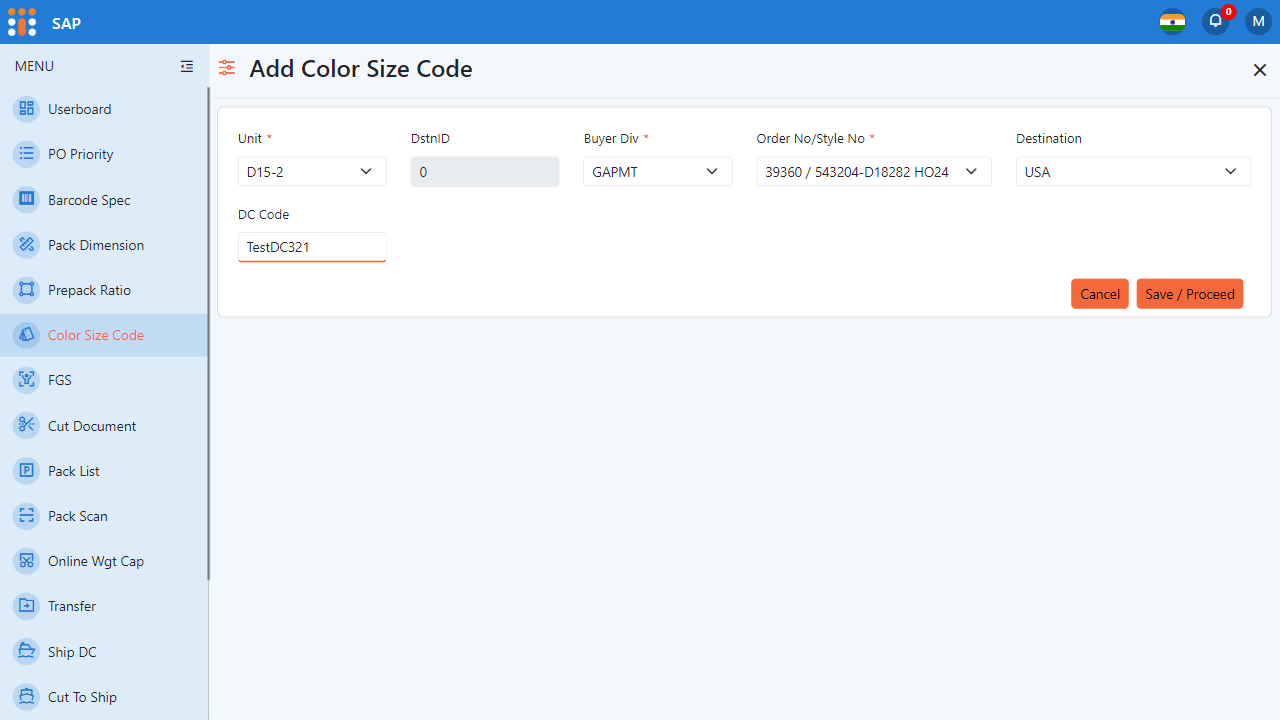 SAP
0
M
MENU
Userboard
PO Priority
Barcode Spec
Pack Dimension
Prepack Ratio
Color Size Code
FGS
Cut Document
Pack List
Pack Scan
Online Wgt Cap
Transfer
Ship DC
Cut To Ship
Add Color Size Code
Unit *
DstnID
Buyer Div *
Order No/Style No *
Destination
D15-2
0
GAPMT
39360 / 543204-D18282 HO24
USA
DC Code
TestDC321
Cancel
Save / Proceed